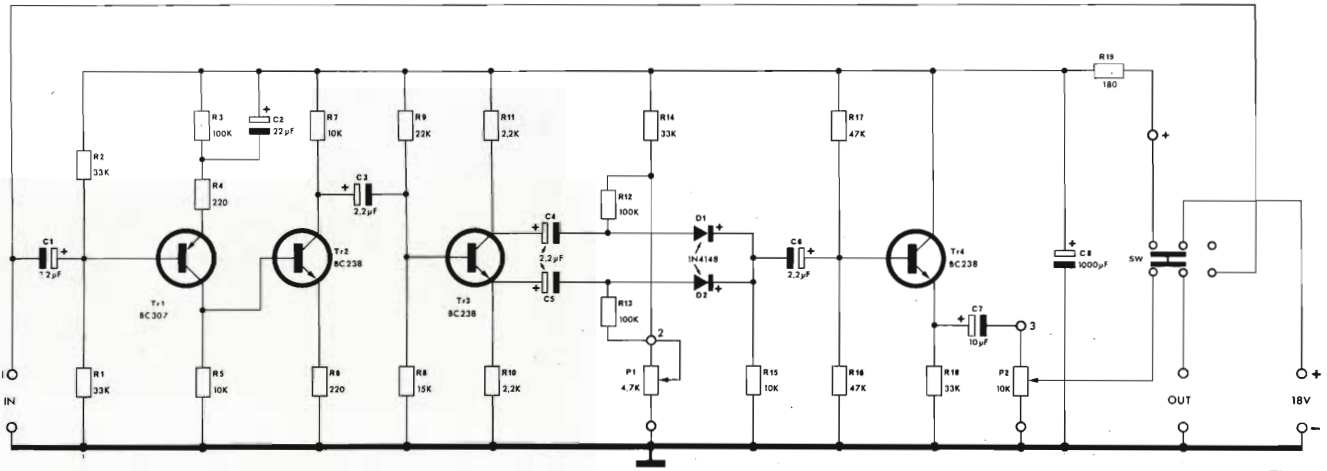 R19
180
R3
100K
C2
22µF
R7
10K
R9
22K
R11
2,2K
R14
33K
R17
47K
+
R2
33K
R4
220
C3
2,2µF
R12
100K
C1
12µF
Tr1
BC307
Tr2
BC238
Tr3
BC238
C4
2,2µF
C5
D1
1N4148
D2
C6
2,2µF
Tr4
BC238
C8
1000µF
SW
R13
100K
2
C7
10µF
3
1
IN
R1
33K
R5
10K
R6
220
R8
15K
R10
2,2K
P1
4,7K
R15
10K
R16
47K
R18
33K
P2
10K
OUT
+
18V
-